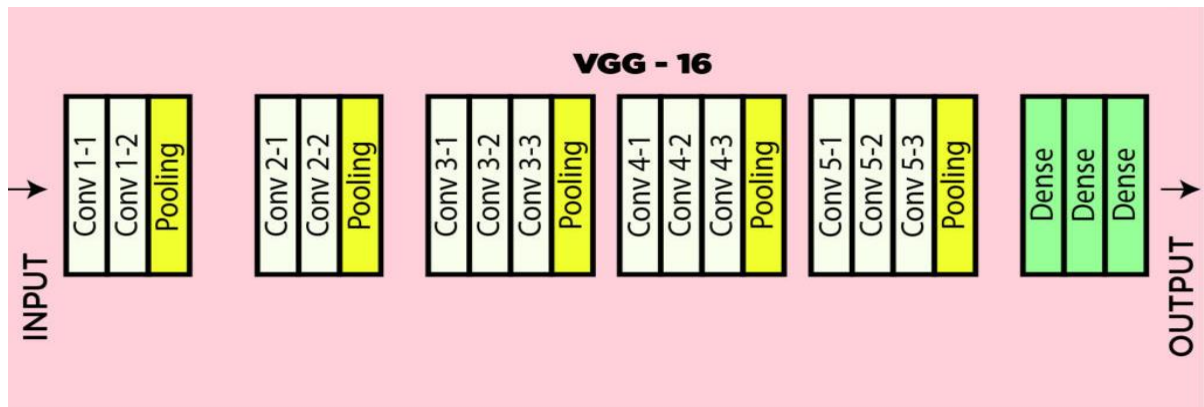 VGG - 16
INPUT
Conv 1-1
Conv 1-2
Pooling
Conv 2-1
Conv 2-2
Pooling
Conv 3-1
Conv 3-2
Conv 3-3
Pooling
Conv 4-1
Conv 4-2
Conv 4-3
Pooling
Conv 5-1
Conv 5-2
Conv 5-3
Pooling
Dense
Dense
Dense
OUTPUT